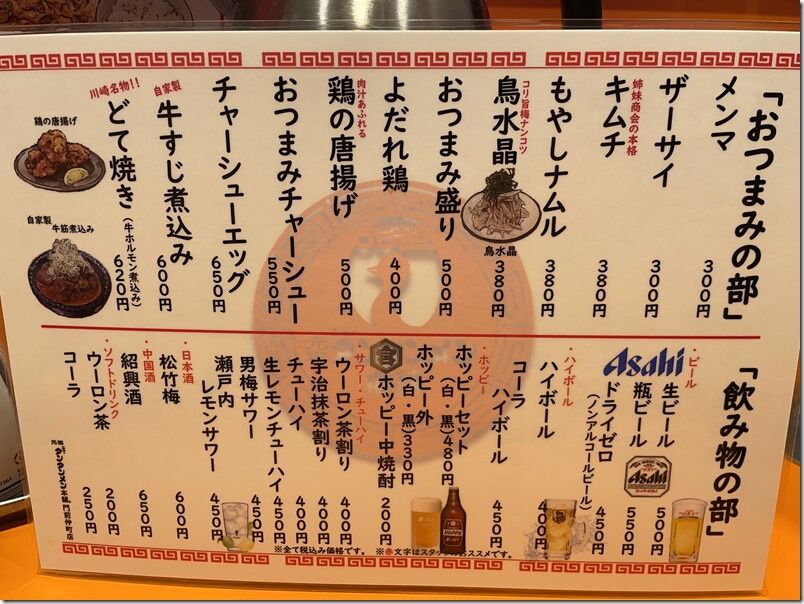 「おつまみの部」
メンマ 300円
ザーサイ 300円
姉妹商会の本格
キムチ 380円
もやしナムル 380円
コリ旨梅ナンコツ
鳥水晶 380円
鳥水晶
おつまみ盛り 500円
よだれ鶏 400円
肉汁あふれる
鶏の唐揚げ 500円
おつまみチャーシュー 550円
チャーシューエッグ 650円
自家製
牛すじ煮込み 600円
川崎名物!!
どて焼き(牛ホルモン煮込み) 620円
鶏の唐揚げ
自家製
牛筋煮込み
「飲み物の部」
・ビール
Asahi
生ビール 500円
瓶ビール 550円
ドライゼロ
(ノンアルコールビール) 450円
Asahi
・ハイボール
ハイボール 400円
コーラ
ハイボール 450円
・ホッピー
ホッピーセット
(白・黒)480円
ホッピー外
(白・黒)330円
ホッピー中焼酎 200円
・サワー・チューハイ
ウーロン茶割り 400円
宇治抹茶割り 400円
チューハイ 400円
生レモンチューハイ 450円
男梅サワー 450円
瀬戸内
レモンサワー 450円
・日本酒
松竹梅 600円
・中国酒
紹興酒 650円
・ソフトドリンク
ウーロン茶 200円
コーラ 250円
元祖ニュータンタンメン本舗 門前仲町店
※全て税込み価格です。 ※赤文字はスタッフのおススメです。